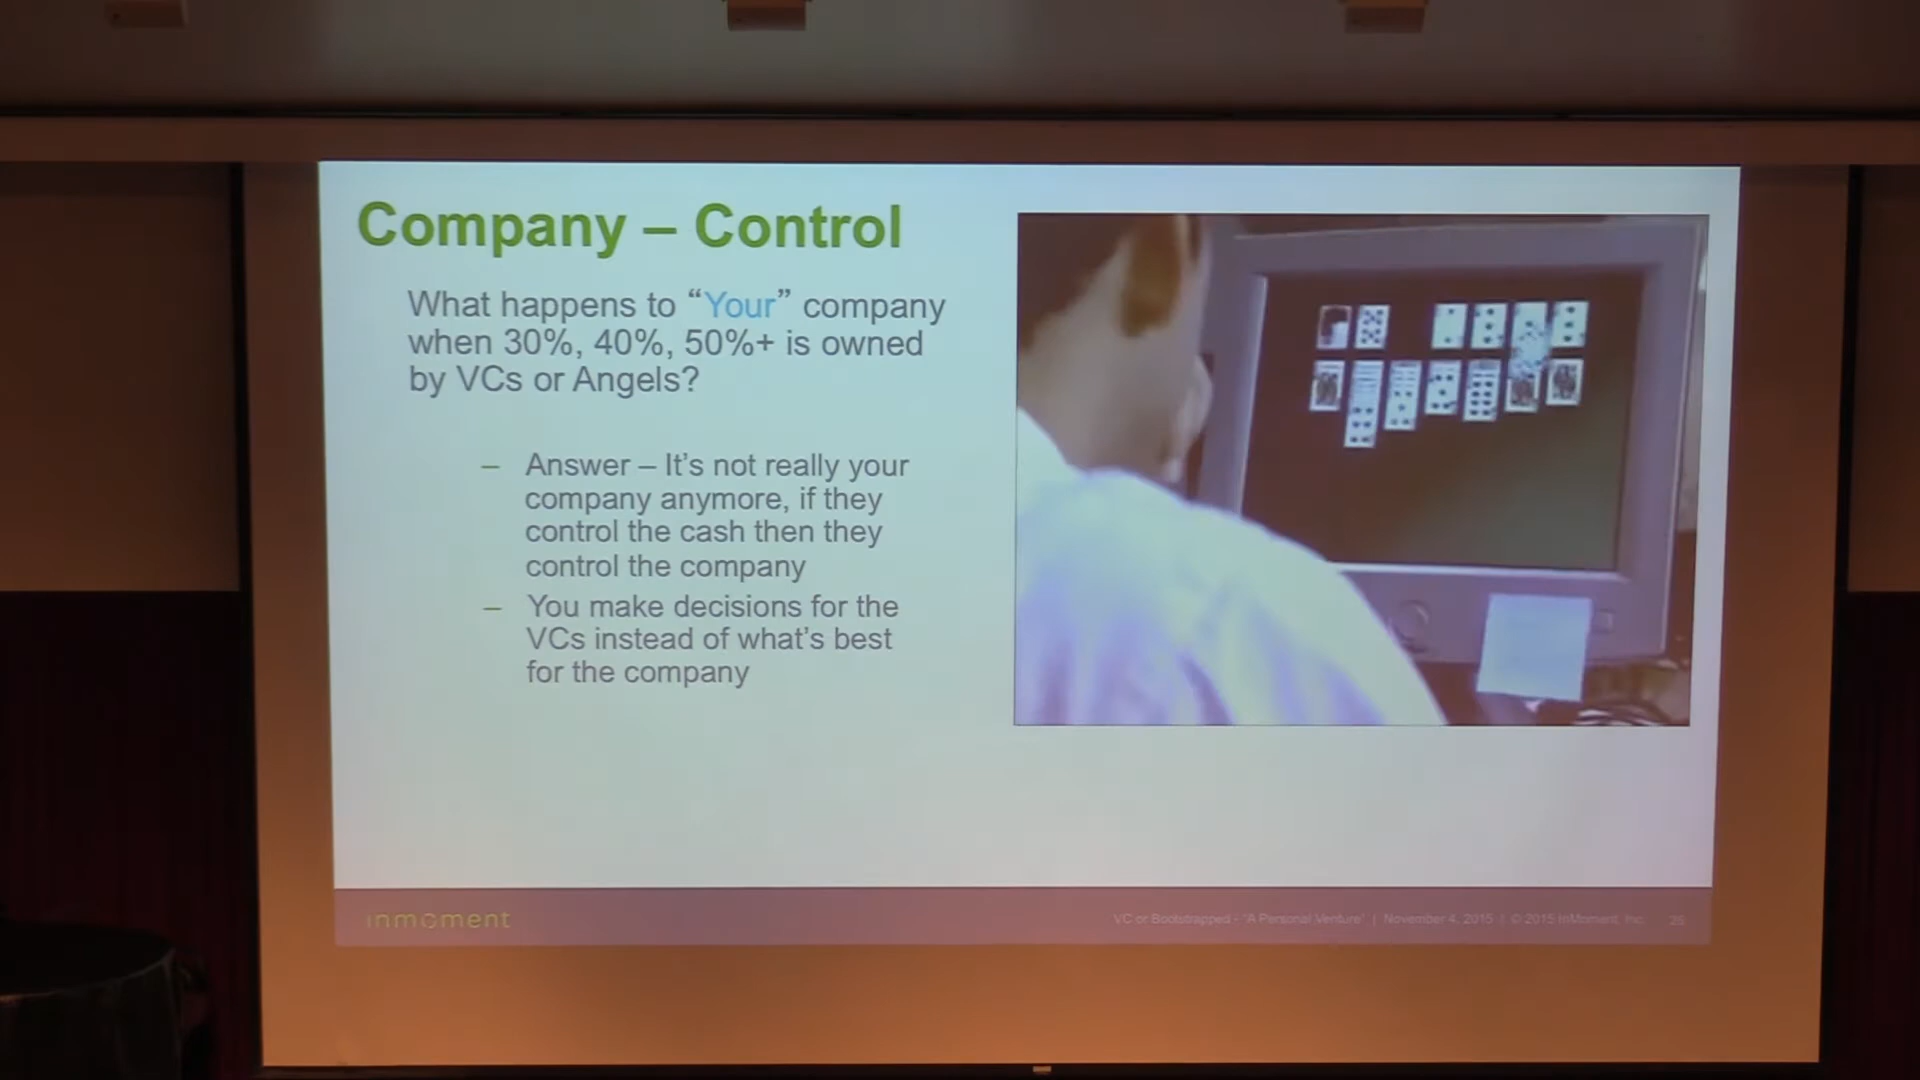 Company – Control
What happens to “Your” company
when 30%, 40%, 50%+ is owned
by VCs or Angels?
– Answer – It’s not really your
company anymore, if they
control the cash then they
control the company
– You make decisions for the
VCs instead of what’s best
for the company
inmoment
VC or Bootstrapped - "A Personal Venture" | November 4, 2015 | © 2015 InMoment, Inc.